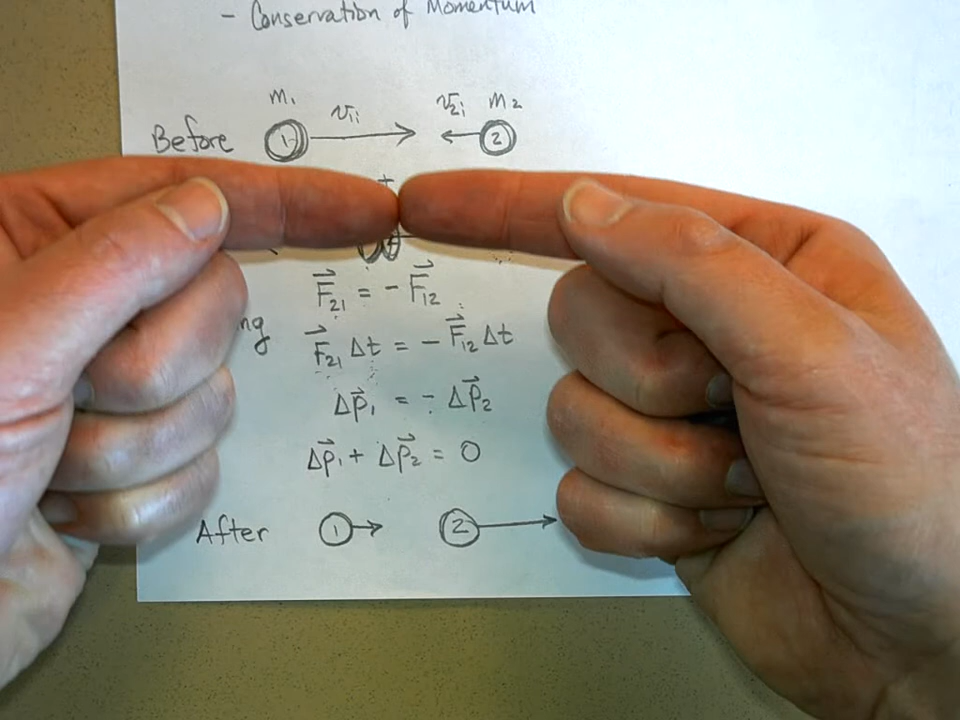 - Conservation of Momentum
m₁ v₁ᵢ v₂ᵢ m₂
Before 1 2
F⃗₂₁ = - F⃗₁₂
ng
F⃗₂₁ Δt = - F⃗₁₂ Δt
Δp⃗₁ = - Δp⃗₂
Δp⃗₁ + Δp⃗₂ = 0
After 1 2